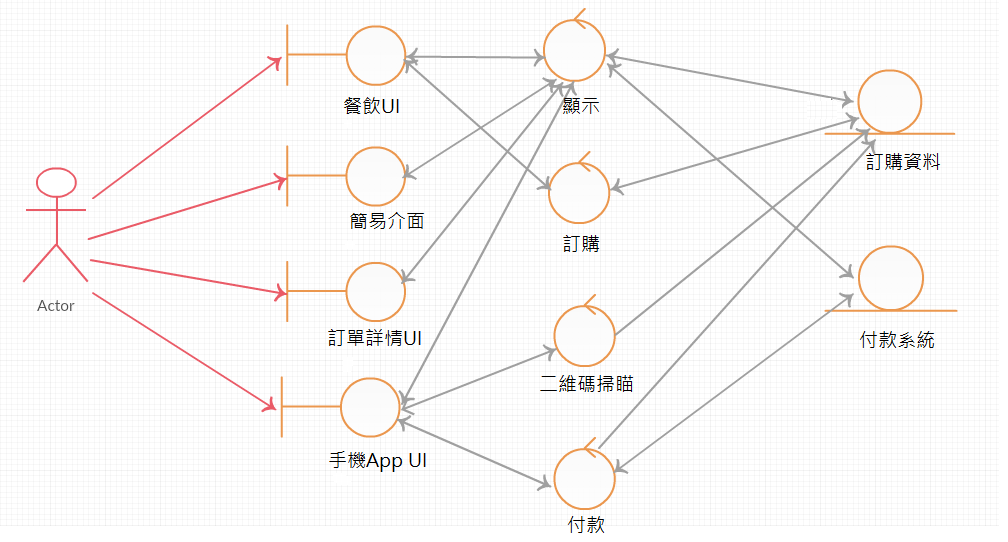 餐飲UI
顯示
訂購資料
簡易介面
訂購
Actor
訂單詳情UI
付款系統
二維碼掃瞄
手機App UI
付款